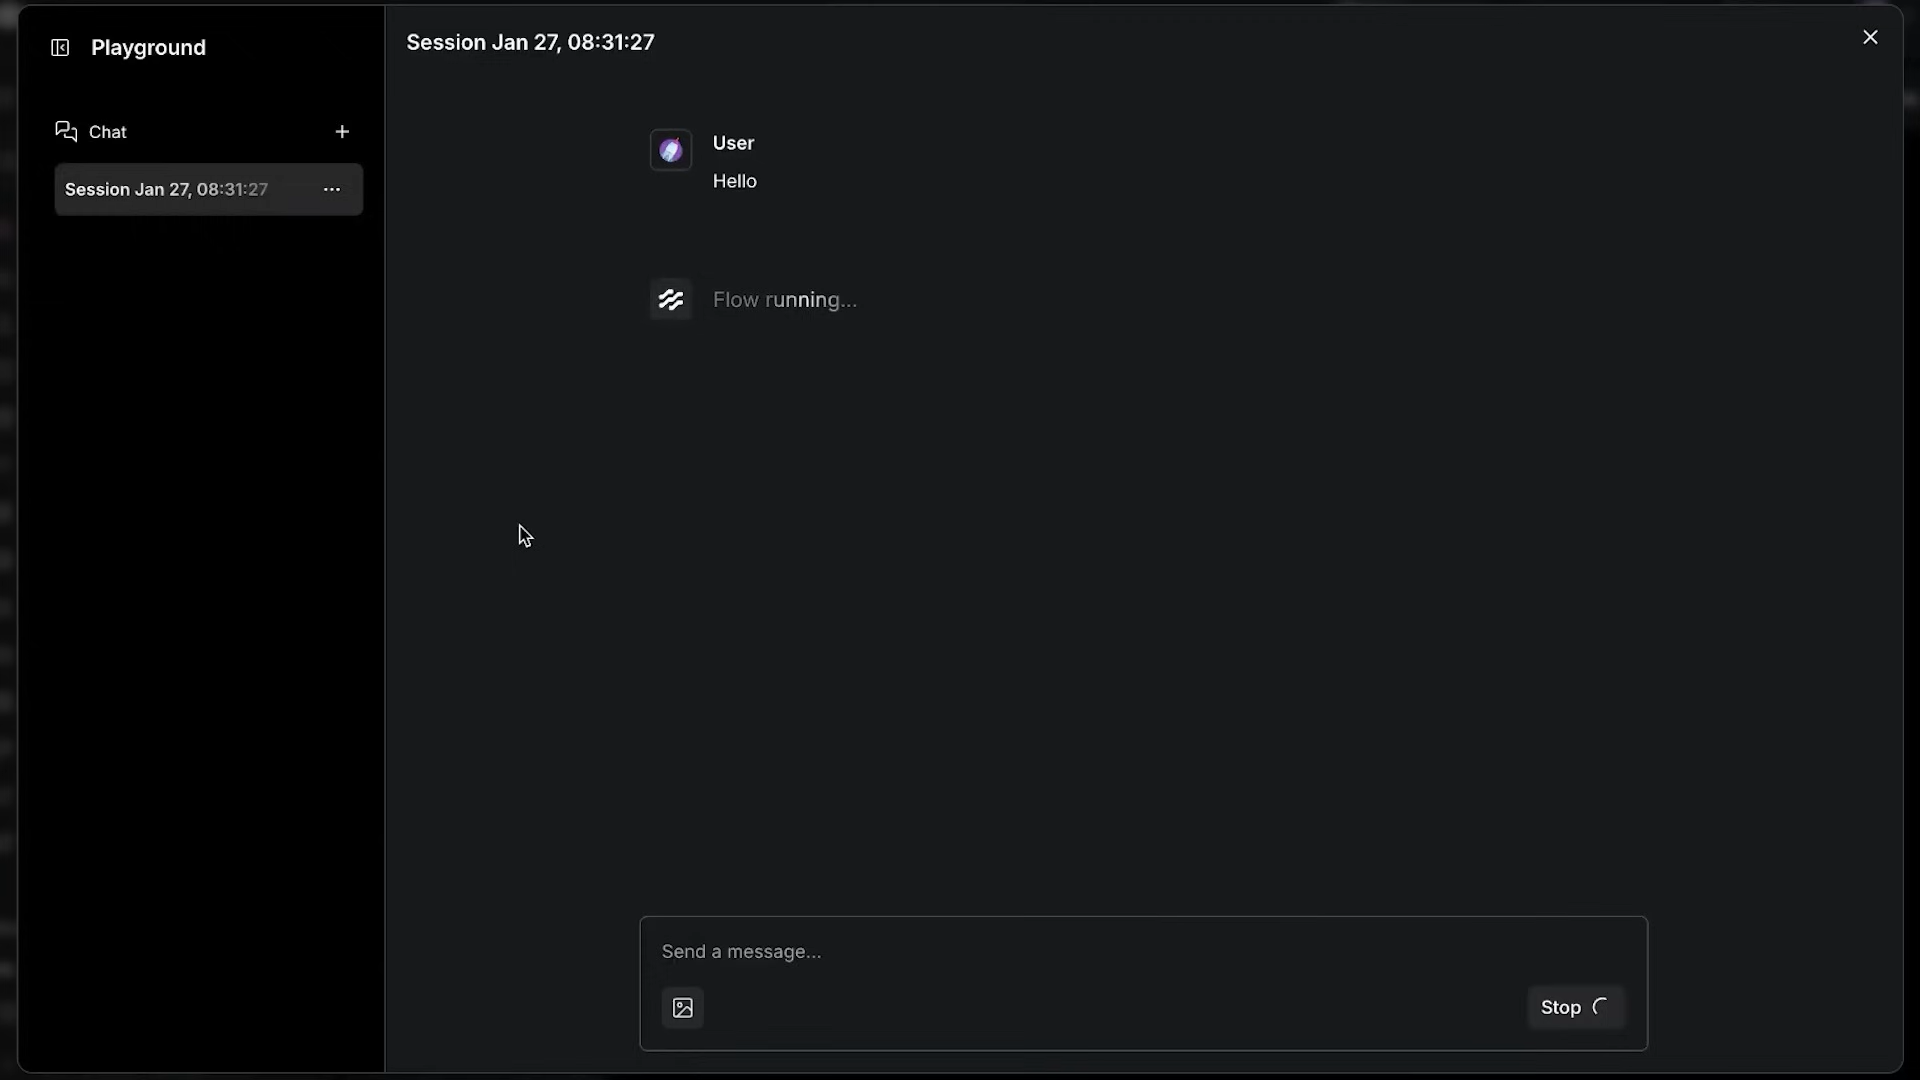 Playground
Chat
Session Jan 27, 08:31:27
Session Jan 27, 08:31:27
User
Hello
Flow running...
Send a message...
Stop